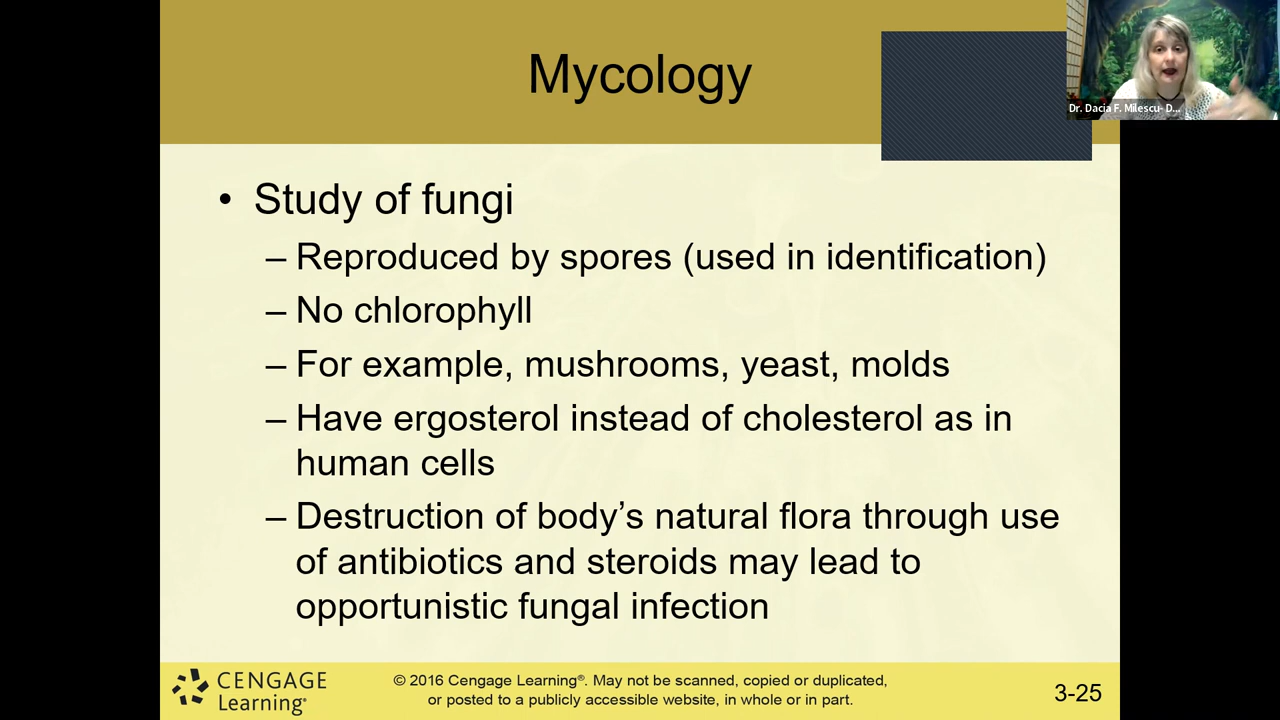 Mycology
Dr. Dacia F. Milescu- D...
• Study of fungi
– Reproduced by spores (used in identification)
– No chlorophyll
– For example, mushrooms, yeast, molds
– Have ergosterol instead of cholesterol as in
human cells
– Destruction of body’s natural flora through use
of antibiotics and steroids may lead to
opportunistic fungal infection
CENGAGE
Learning®
© 2016 Cengage Learning®. May not be scanned, copied or duplicated,
or posted to a publicly accessible website, in whole or in part.
3-25